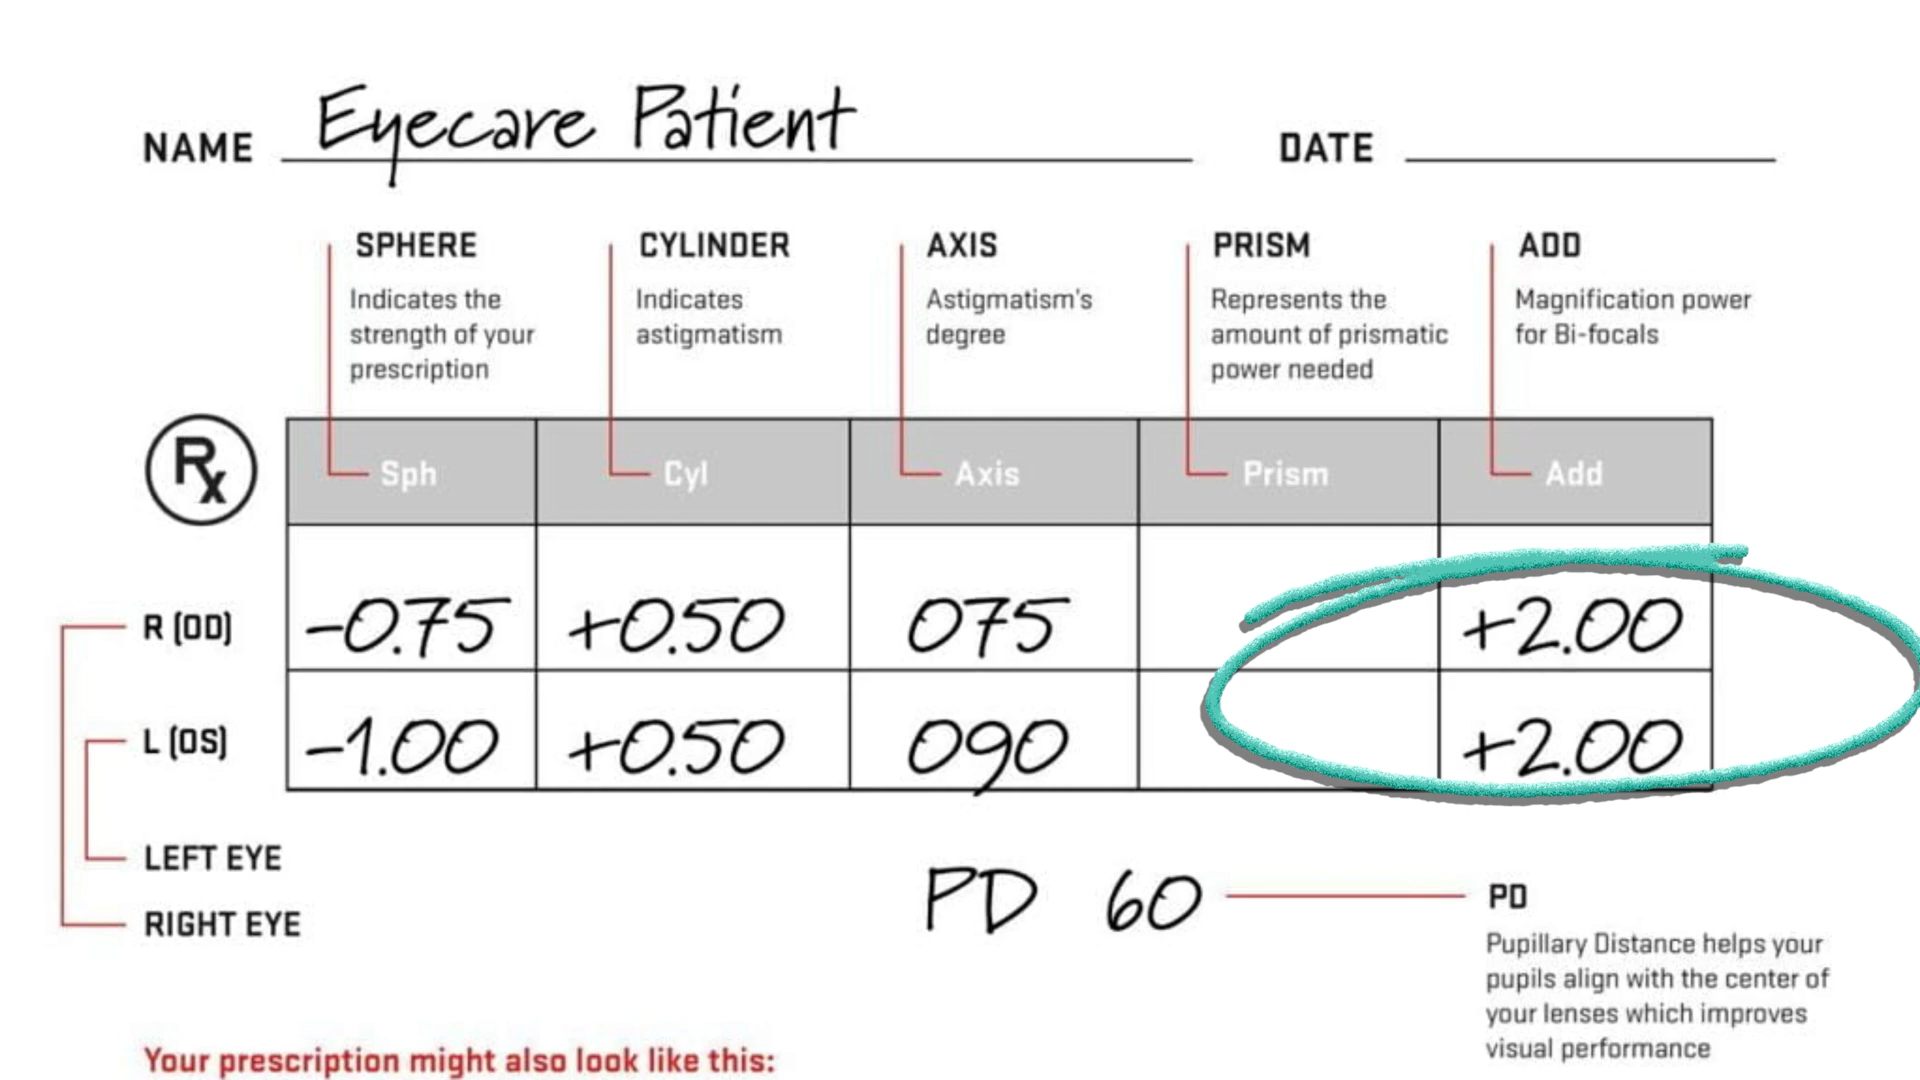 NAME Eyecare Patient DATE
SPHERE CYLINDER AXIS PRISM ADD
Indicates the Indicates Astigmatism's Represents the Magnification power
strength of your astigmatism degree amount of prismatic for Bi-focals
prescription power needed
Rx Sph Cyl Axis Prism Add
R (OD) -0.75 +0.50 075 +2.00
L (OS) -1.00 +0.50 090 +2.00
LEFT EYE
RIGHT EYE
PD 60 PD
Pupillary Distance helps your
pupils align with the center of
your lenses which improves
visual performance
Your prescription might also look like this: